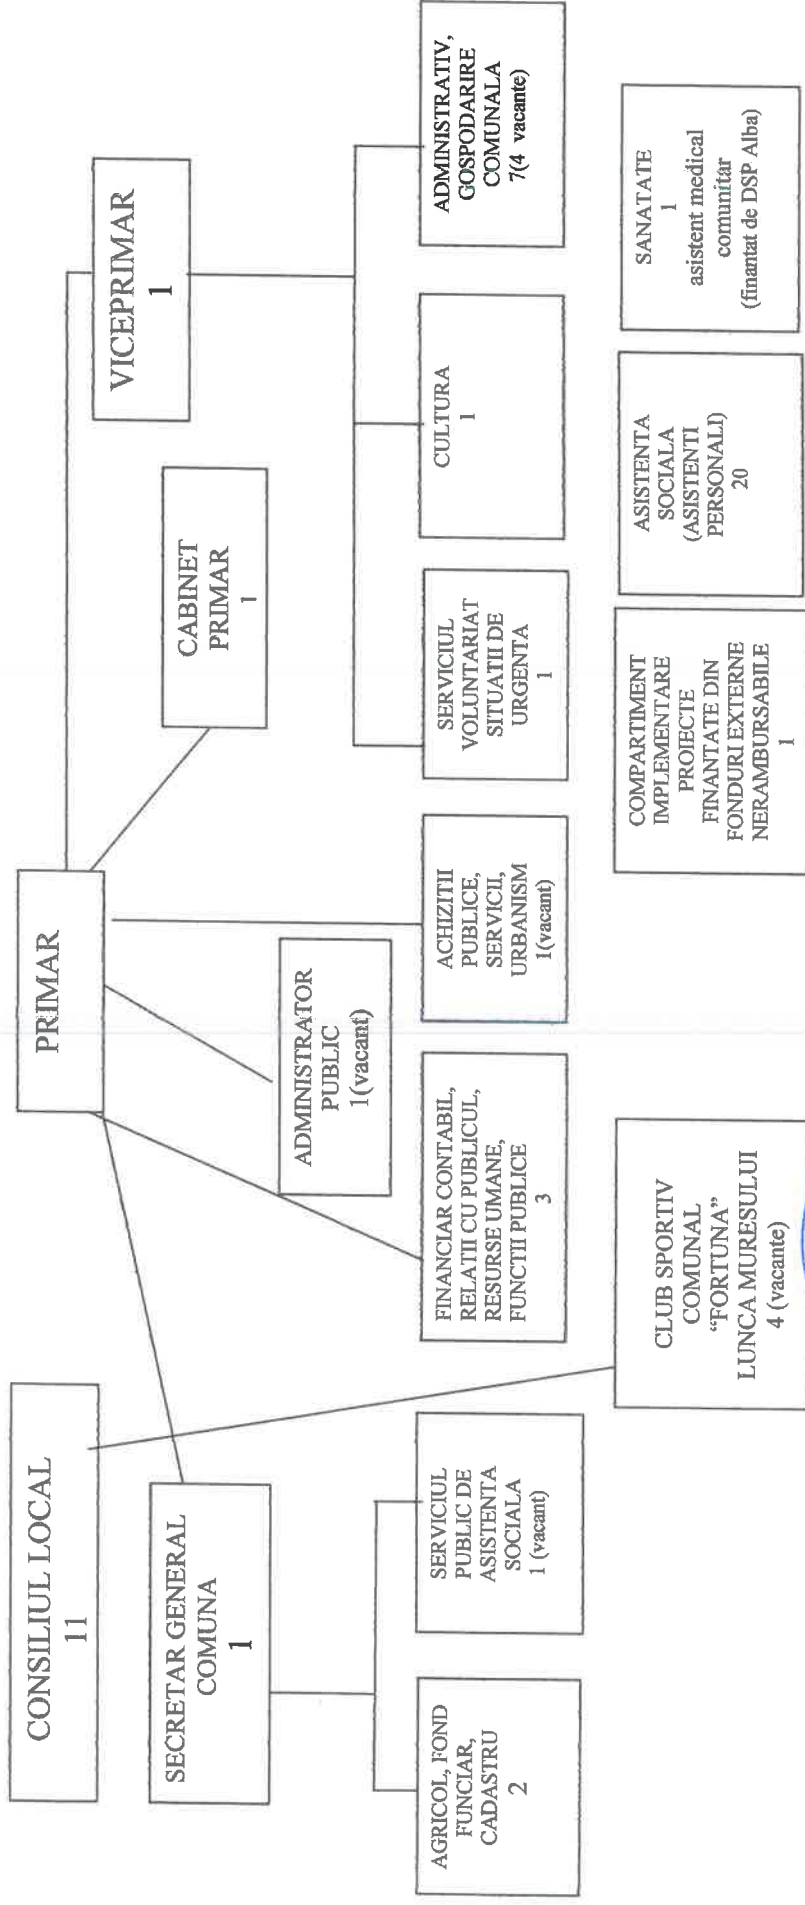 CONSILIUL LOCAL
11
PRIMAR
VICEPRIMAR
1
SECRETAR GENERAL
COMUNA
1
CABINET
PRIMAR
1
ADMINISTRATOR
PUBLIC
1(vacant)
AGRICOL, FOND
FUNCIAR,
CADASTRU
2
SERVICIUL
PUBLIC DE
ASISTENTA
SOCIALA
1 (vacant)
FINANCIAR CONTABIL,
RELATII CU PUBLICUL,
RESURSE UMANE,
FUNCTII PUBLICE
3
ACHIZITII
PUBLICE,
SERVICII,
URBANISM
1(vacant)
SERVICIUL
VOLUNTARIAT
SITUATII DE
URGENTA
1
CULTURA
1
ADMINISTRATIV,
GOSPODARIRE
COMUNALA
7(4 vacante)
CLUB SPORTIV
COMUNAL
“FORTUNA”
LUNCA MURESULUI
4 (vacante)
COMPARTIMENT
IMPLEMENTARE
PROIECTE
FINANTATE DIN
FONDURI EXTERNE
NERAMBURSABILE
1
ASISTENTA
SOCIALA
(ASISTENTI
PERSONALI)
20
SANATATE
1
asistent medical
comunitar
(finantat de DSP Alba)